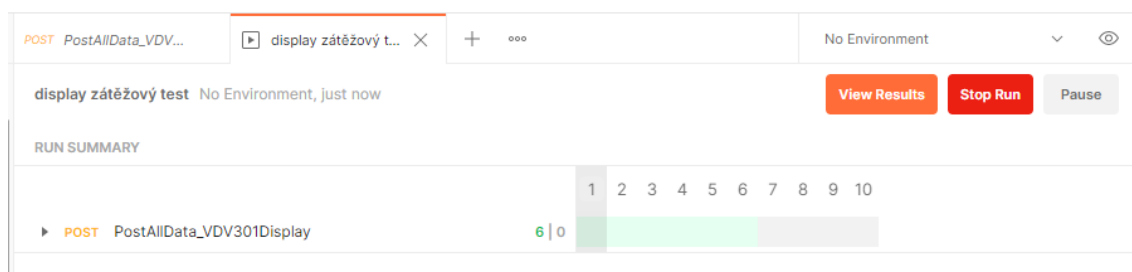 POST PostAllData_VDV... display zátěžový t... No Environment
display zátěžový test No Environment, just now View Results Stop Run Pause
RUN SUMMARY
1 2 3 4 5 6 7 8 9 10
POST PostAllData_VDV301Display 6 | 0